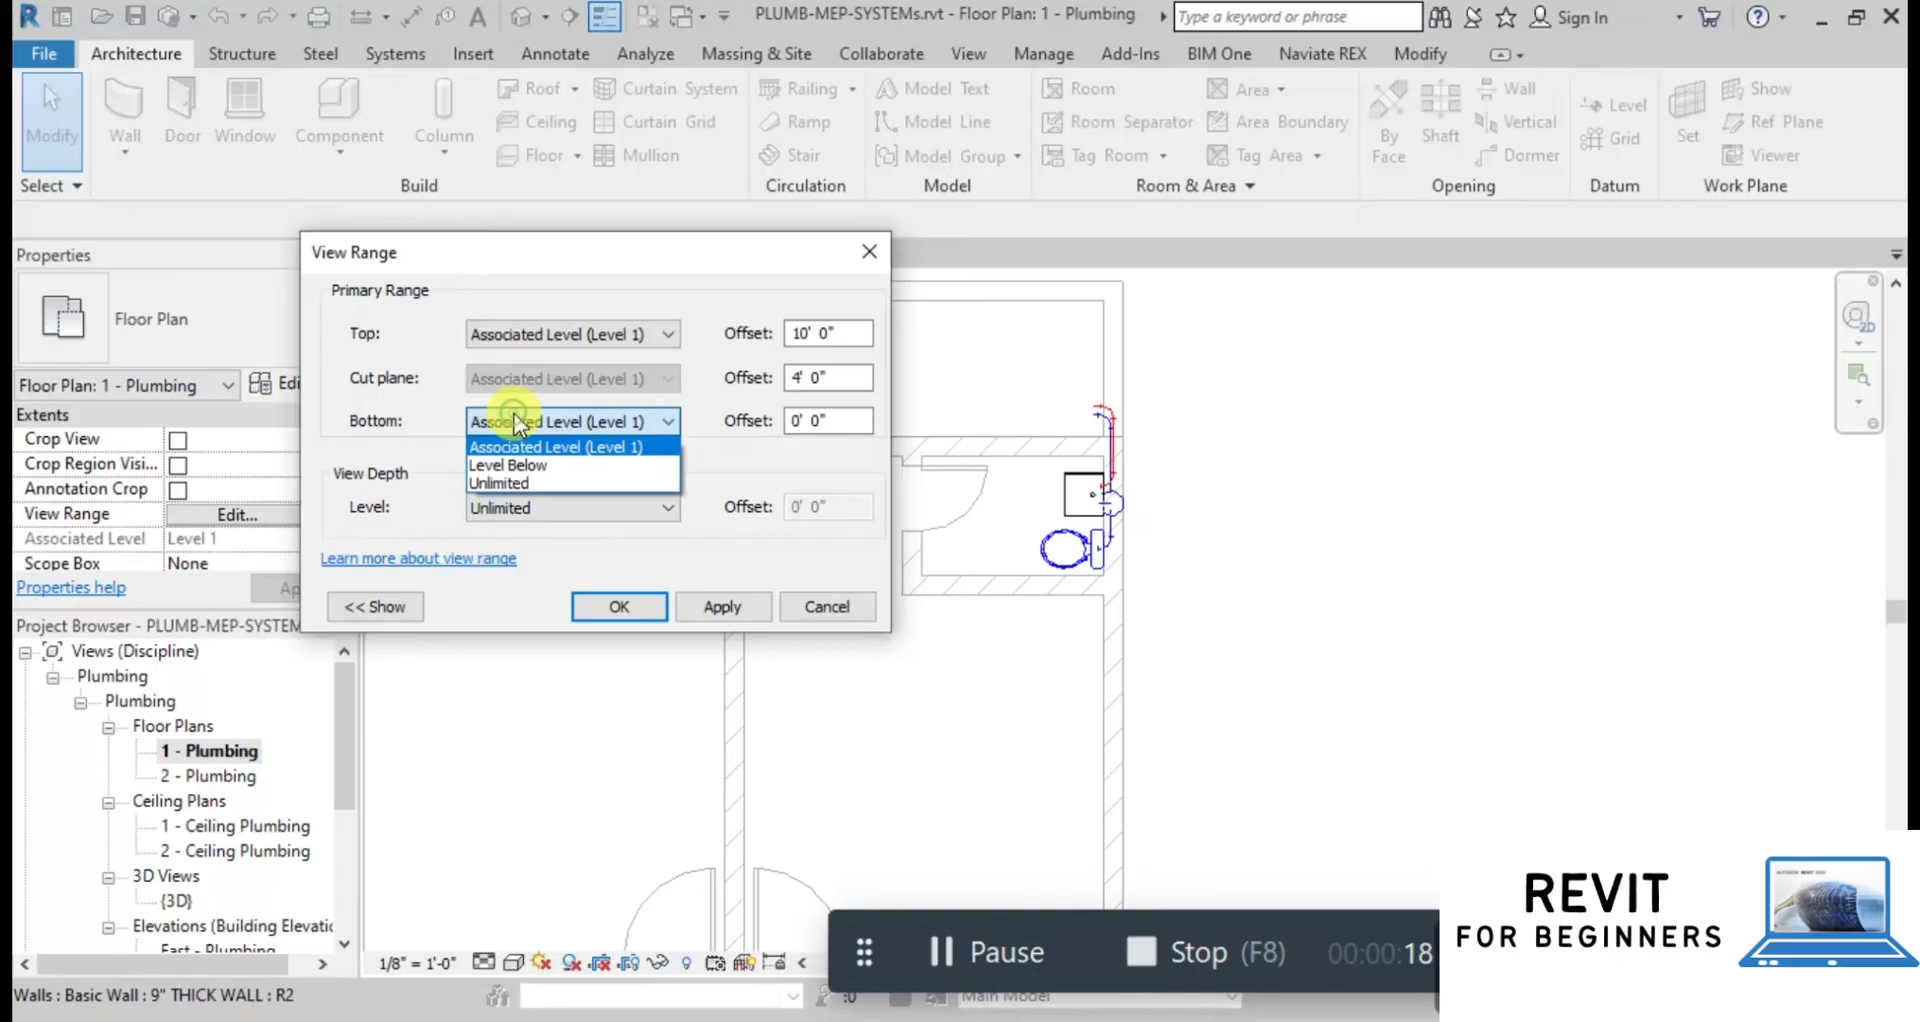 PLUMB-MEP-SYSTEMs.rvt - Floor Plan: 1 - Plumbing
Type a keyword or phrase
Sign In
File Architecture Structure Steel Systems Insert Annotate Analyze Massing & Site Collaborate View Manage Add-Ins BIM One Naviate REX Modify
Modify
Wall
Door
Window
Component
Column
Roof
Ceiling
Floor
Curtain System
Curtain Grid
Mullion
Railing
Ramp
Stair
Model Text
Model Line
Model Group
Room
Room Separator
Tag Room
Area
Area Boundary
Tag Area
By Face
Shaft
Wall
Vertical
Dormer
Level
Grid
Set
Show
Ref Plane
Viewer
Select Build Circulation Model Room & Area Opening Datum Work Plane
Properties
Floor Plan
Floor Plan: 1 - Plumbing Edi
Extents
Crop View
Crop Region Visi...
Annotation Crop
View Range Edit...
Associated Level Level 1
Scope Box None
Properties help Ap
View Range
Primary Range
Top: Associated Level (Level 1) Offset: 10' 0"
Cut plane: Associated Level (Level 1) Offset: 4' 0"
Bottom: Associated Level (Level 1) Offset: 0' 0"
Associated Level (Level 1)
Level Below
Unlimited
View Depth
Level: Unlimited Offset: 0' 0"
Learn more about view range
<< Show OK Apply Cancel
Project Browser - PLUMB-MEP-SYSTEM
Views (Discipline)
Plumbing
Plumbing
Floor Plans
1 - Plumbing
2 - Plumbing
Ceiling Plans
1 - Ceiling Plumbing
2 - Ceiling Plumbing
3D Views
{3D}
Elevations (Building Elevatio
East - Plumbing
1/8" = 1'-0"
Walls : Basic Wall : 9" THICK WALL : R2
:0
Main Model
Pause Stop (F8) 00:00:18
2D
REVIT
FOR BEGINNERS